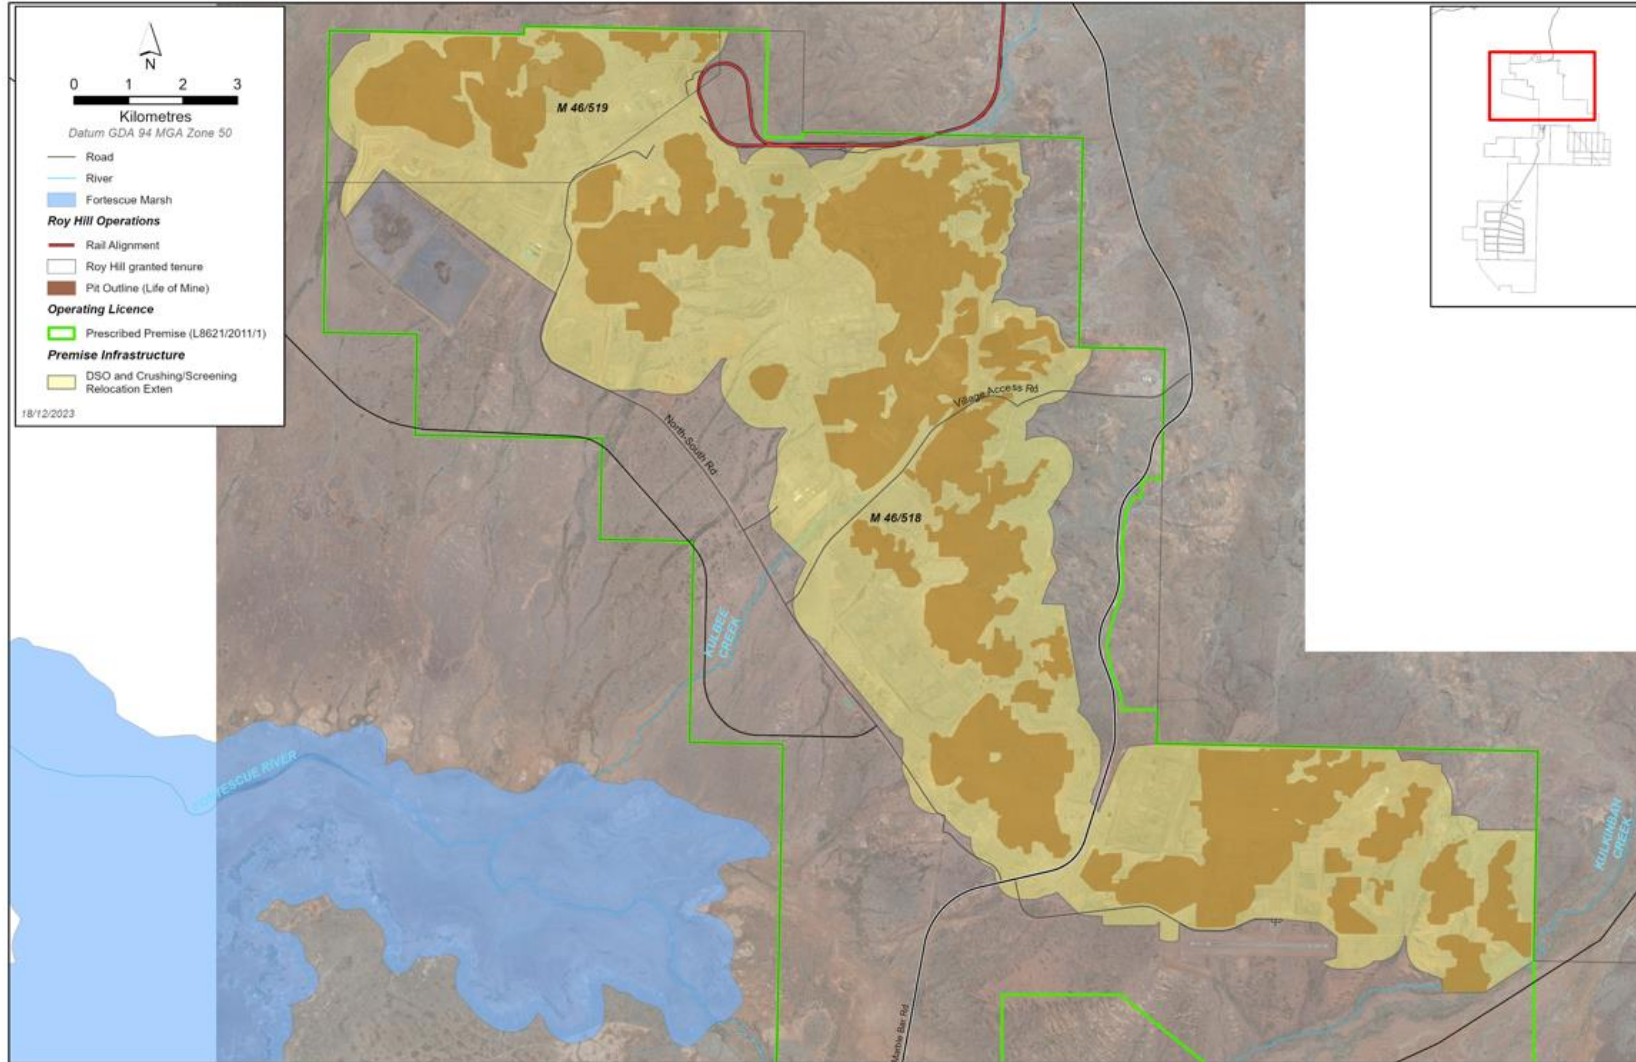 N
0 1 2 3
Kilometres
Datum GDA 94 MGA Zone 50
Road
River
Fortescue Marsh
Roy Hill Operations
Rail Alignment
Roy Hill granted tenure
Pit Outline (Life of Mine)
Operating Licence
Prescribed Premise (L8621/2011/1)
Premise Infrastructure
DSO and Crushing/Screening
Relocation Exten
18/12/2023
M 46/519
Village Access Rd
North-South Rd
M 46/518
KULBEE
CREEK
FORTESCUE RIVER
KULKINBAH
CREEK
Marble Bar Rd